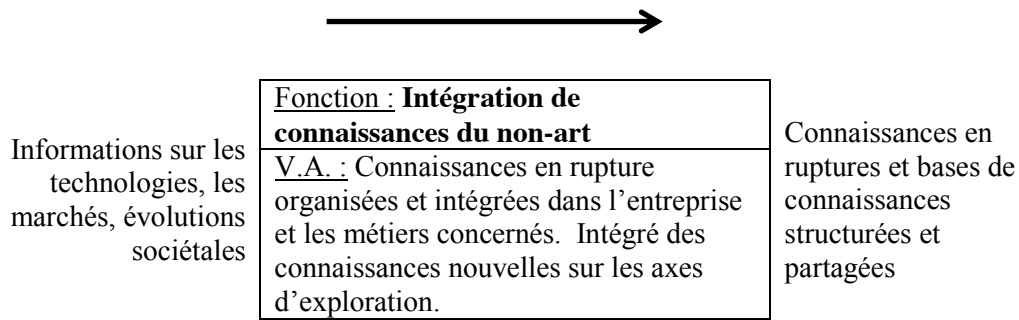 Informations sur les
technologies, les
marchés, évolutions
sociétales
Fonction : Intégration de
connaissances du non-art
V.A. : Connaissances en rupture
organisées et intégrées dans l’entreprise
et les métiers concernés. Intégré des
connaissances nouvelles sur les axes
d’exploration.
Connaissances en
ruptures et bases de
connaissances
structurées et
partagées